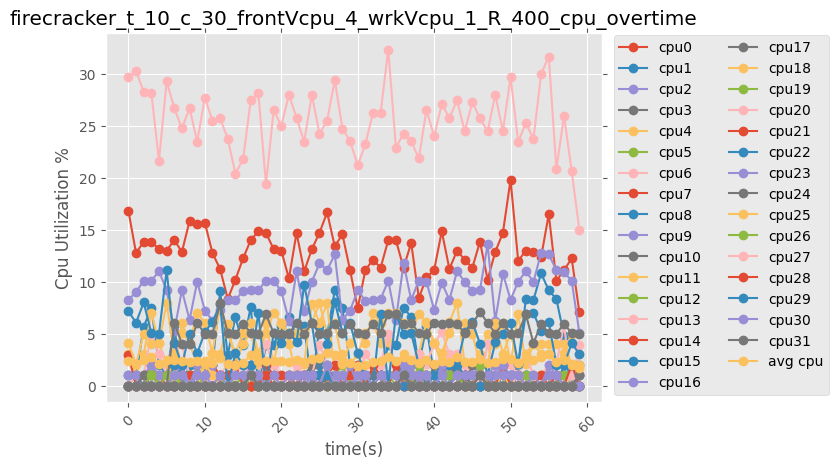 firecracker_t_10_c_30_frontVcpu_4_wrkVcpu_1_R_400_cpu_overtime
Cpu Utilization %
30
25
20
15
10
5
0
0
10
20
30
40
50
60
time(s)
cpu0
cpu1
cpu2
cpu3
cpu4
cpu5
cpu6
cpu7
cpu8
cpu9
cpu10
cpu11
cpu12
cpu13
cpu14
cpu15
cpu16
cpu17
cpu18
cpu19
cpu20
cpu21
cpu22
cpu23
cpu24
cpu25
cpu26
cpu27
cpu28
cpu29
cpu30
cpu31
avg cpu